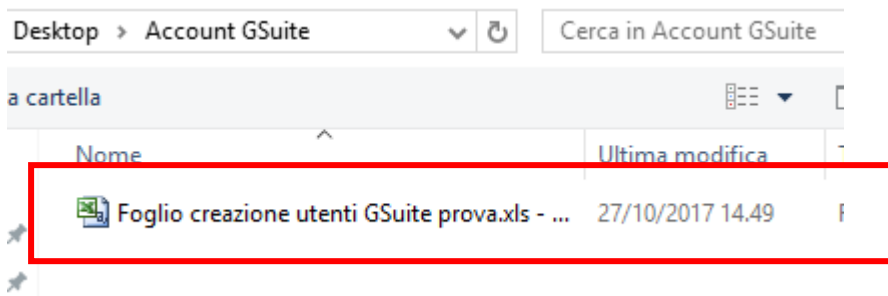 Desktop > Account GSuite Cerca in Account GSuite
a cartella
Nome Ultima modifica
Foglio creazione utenti GSuite prova.xls - ... 27/10/2017 14.49